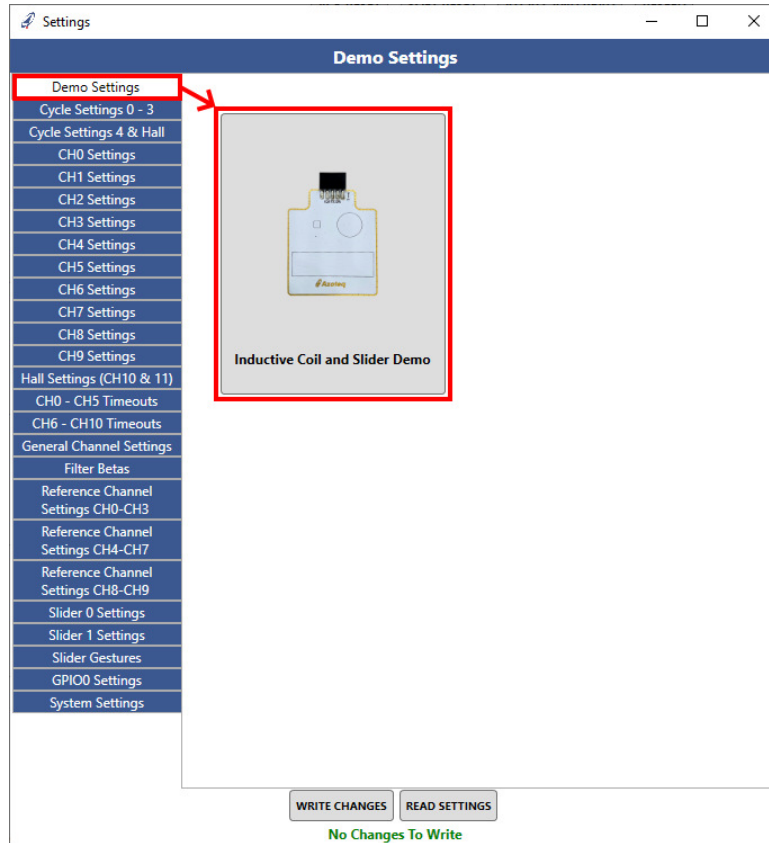 Settings
Demo Settings
Demo Settings
Cycle Settings 0 - 3
Cycle Settings 4 & Hall
CH0 Settings
CH1 Settings
CH2 Settings
CH3 Settings
CH4 Settings
CH5 Settings
CH6 Settings
CH7 Settings
CH8 Settings
CH9 Settings
Hall Settings (CH10 & 11)
CH0 - CH5 Timeouts
CH6 - CH10 Timeouts
General Channel Settings
Filter Betas
Reference Channel
Settings CH0-CH3
Reference Channel
Settings CH4-CH7
Reference Channel
Settings CH8-CH9
Slider 0 Settings
Slider 1 Settings
Slider Gestures
GPIO0 Settings
System Settings
Azoteq
Inductive Coil and Slider Demo
WRITE CHANGES
READ SETTINGS
No Changes To Write